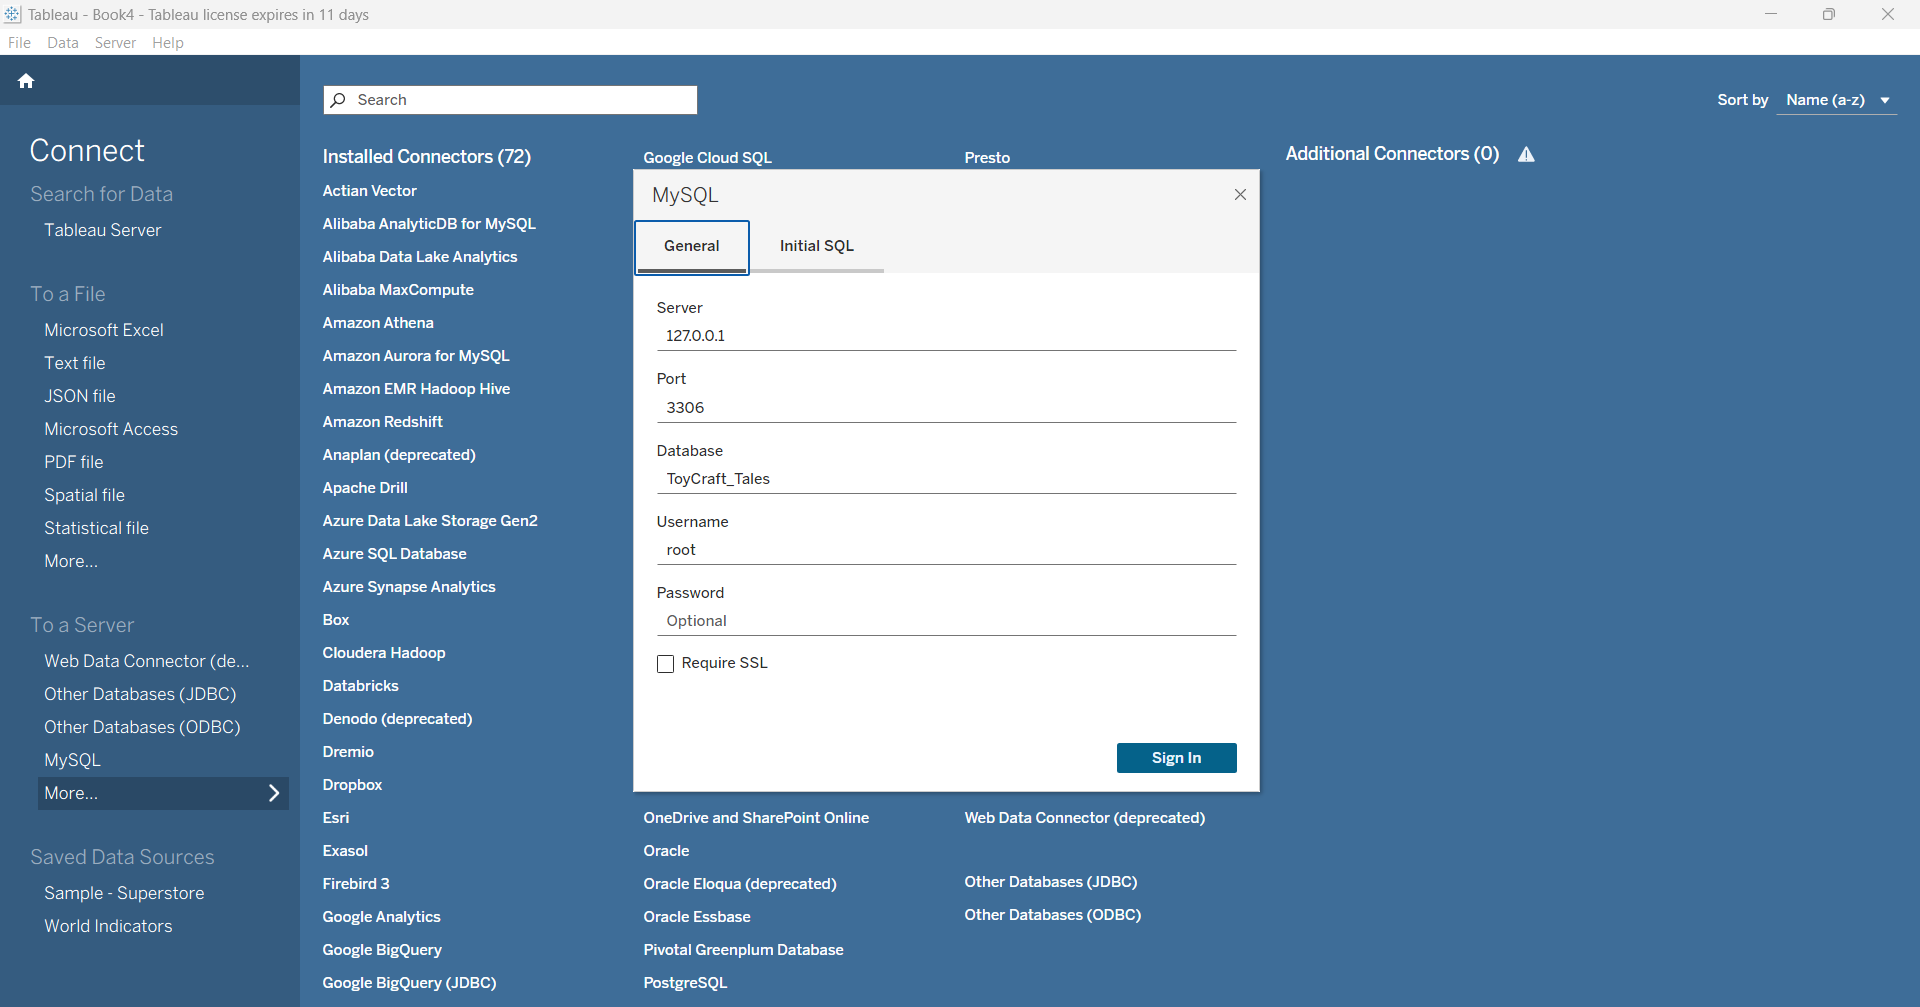 Tableau - Book4 - Tableau license expires in 11 days
File Data Server Help
Connect
Search for Data
Tableau Server
To a File
Microsoft Excel
Text file
JSON file
Microsoft Access
PDF file
Spatial file
Statistical file
More...
To a Server
Web Data Connector (de...
Other Databases (JDBC)
Other Databases (ODBC)
MySQL
More...
Saved Data Sources
Sample - Superstore
World Indicators
Search
Sort by Name (a-z)
Installed Connectors (72)
Actian Vector
Alibaba AnalyticDB for MySQL
Alibaba Data Lake Analytics
Alibaba MaxCompute
Amazon Athena
Amazon Aurora for MySQL
Amazon EMR Hadoop Hive
Amazon Redshift
Anaplan (deprecated)
Apache Drill
Azure Data Lake Storage Gen2
Azure SQL Database
Azure Synapse Analytics
Box
Cloudera Hadoop
Databricks
Denodo (deprecated)
Dremio
Dropbox
Esri
Exasol
Firebird 3
Google Analytics
Google BigQuery
Google BigQuery (JDBC)
Google Cloud SQL
Presto
Additional Connectors (0)
MySQL
General Initial SQL
Server
127.0.0.1
Port
3306
Database
ToyCraft_Tales
Username
root
Password
Optional
Require SSL
Sign In
OneDrive and SharePoint Online
Oracle
Oracle Eloqua (deprecated)
Oracle Essbase
Pivotal Greenplum Database
PostgreSQL
Web Data Connector (deprecated)
Other Databases (JDBC)
Other Databases (ODBC)